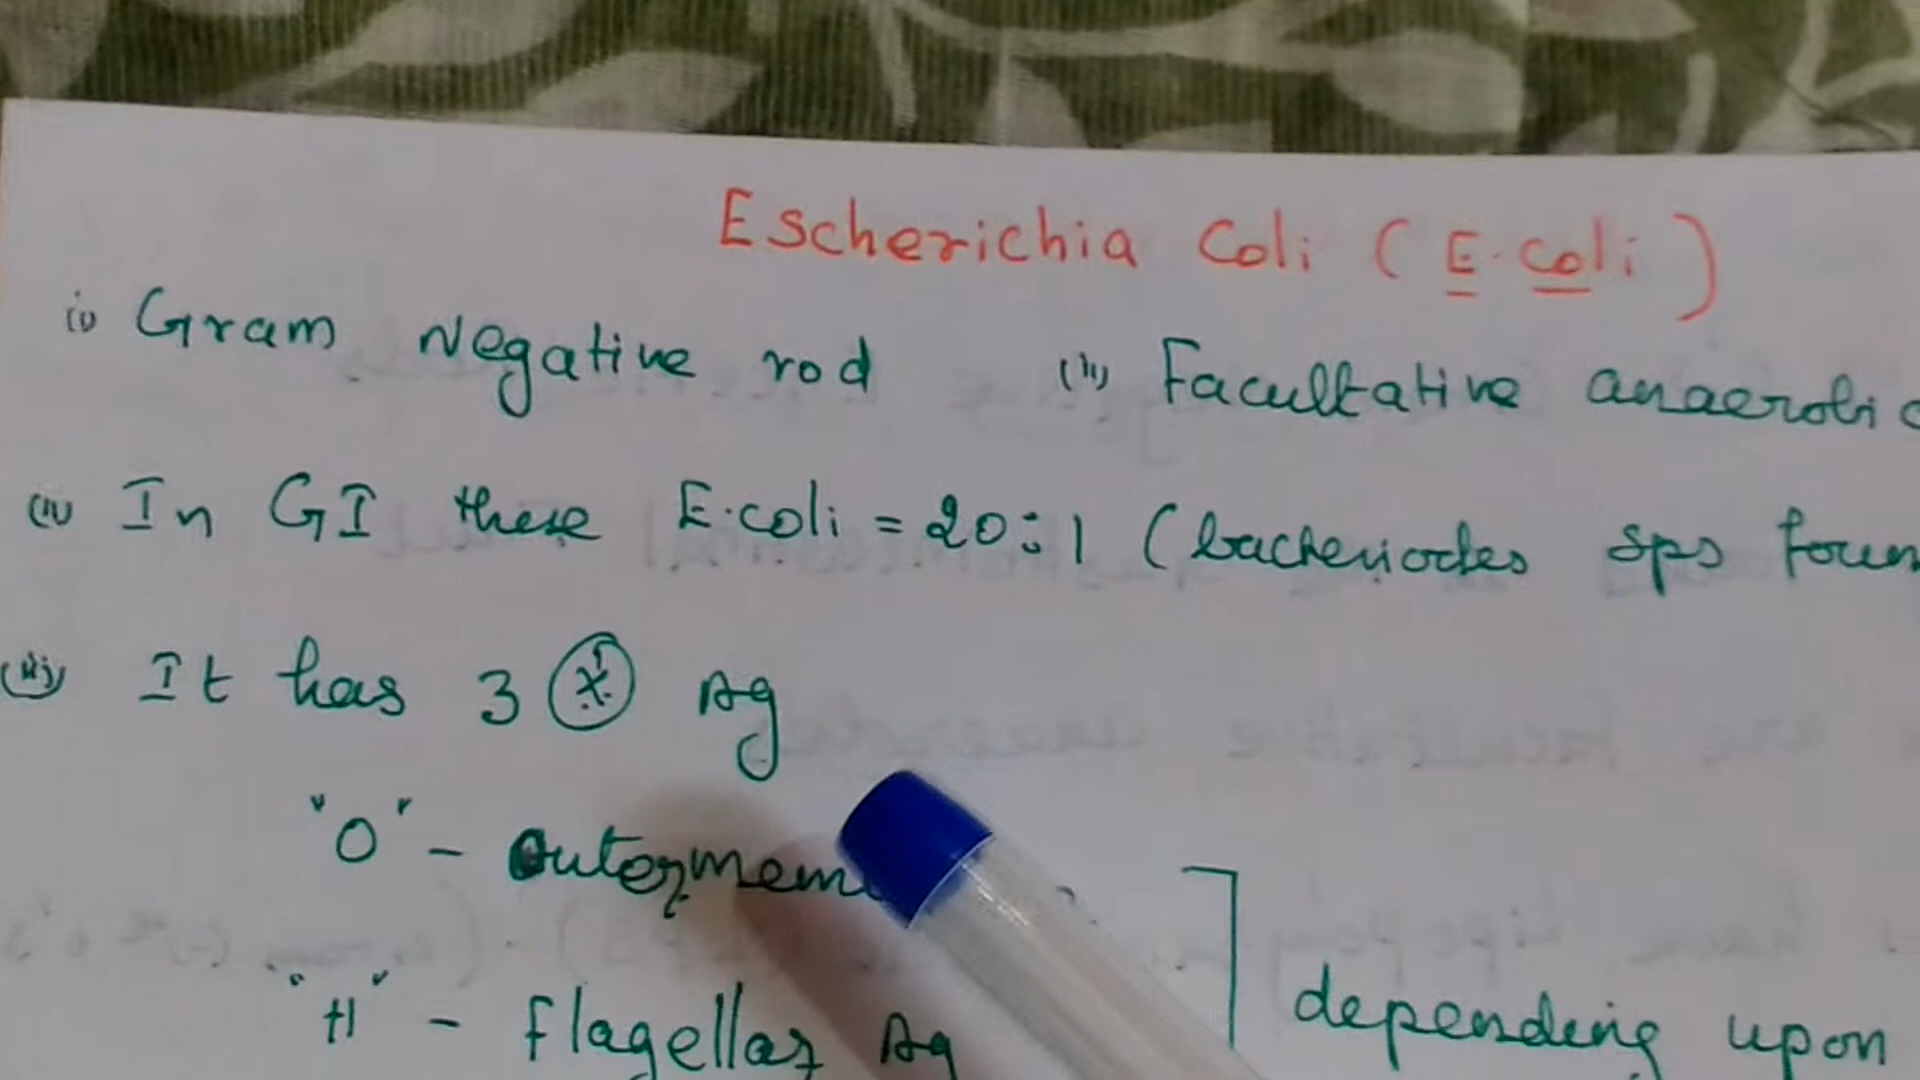 Escherichia Coli (E.coli)
(i) Gram Negative rod (ii) Facultative anaerobic
In GI these E.coli = 20:1 (bacteriodes sps foun
(iii) It has 3 Ag
"O" - Outermem
"H" - Flagellar Ag
depending upon